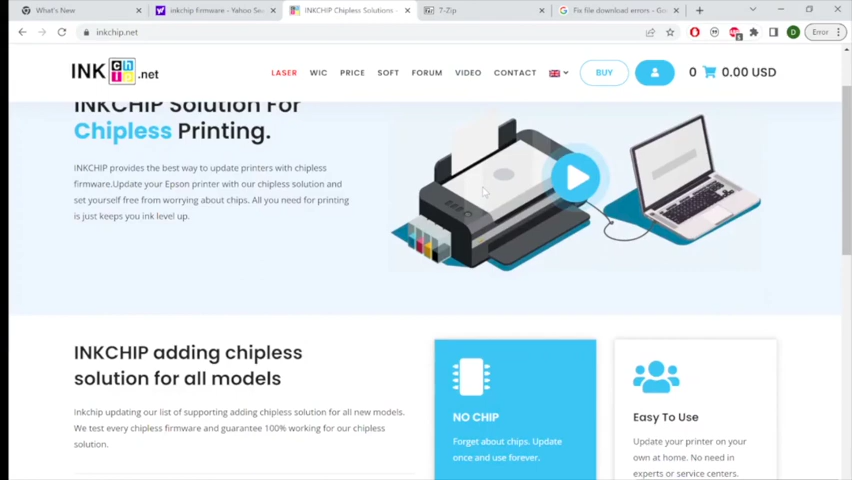 What's New
inkchip Firmware - Yahoo Sea
INKCHIP Chipless Solutions -
7-Zip
Fix file download errors - Goo
inkchip.net
D
Error
INK chip .net
LASER WIC PRICE SOFT FORUM VIDEO CONTACT
BUY
0 0.00 USD
INKCHIP Solution For
Chipless Printing.
INKCHIP provides the best way to update printers with chipless
firmware.Update your Epson printer with our chipless solution and
set yourself free from worrying about chips. All you need for printing
is just keeps you ink level up.
INKCHIP adding chipless
solution for all models
Inkchip updating our list of supporting adding chipless solution for all new models.
We test every chipless firmware and guarantee 100% working for our chipless
solution.
NO CHIP
Forget about chips. Update
once and use forever.
Easy To Use
Update your printer on your
own at home. No need in
experts or service centers.